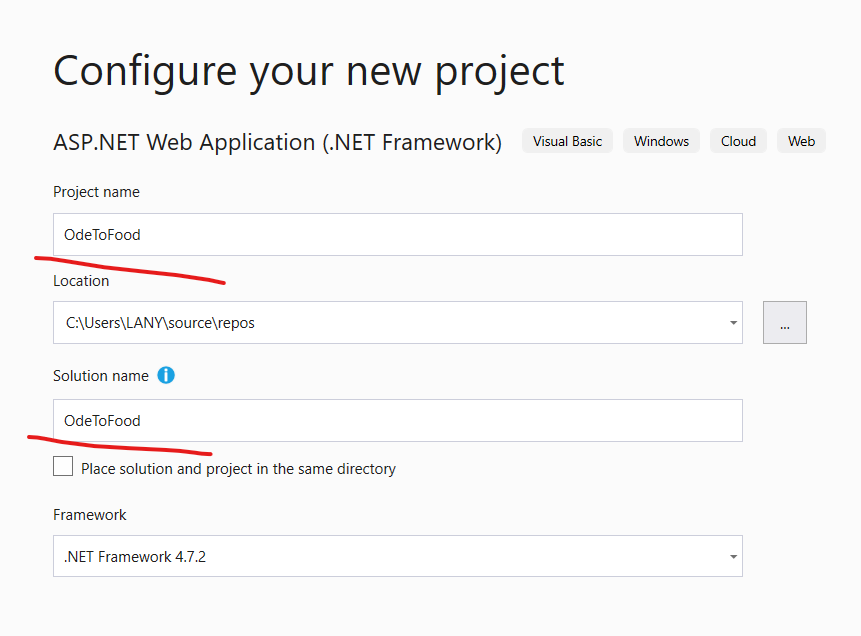 Configure your new project
ASP.NET Web Application (.NET Framework) Visual Basic Windows Cloud Web
Project name
OdeToFood
Location
C:\Users\LANY\source\repos
...
Solution name
OdeToFood
Place solution and project in the same directory
Framework
.NET Framework 4.7.2